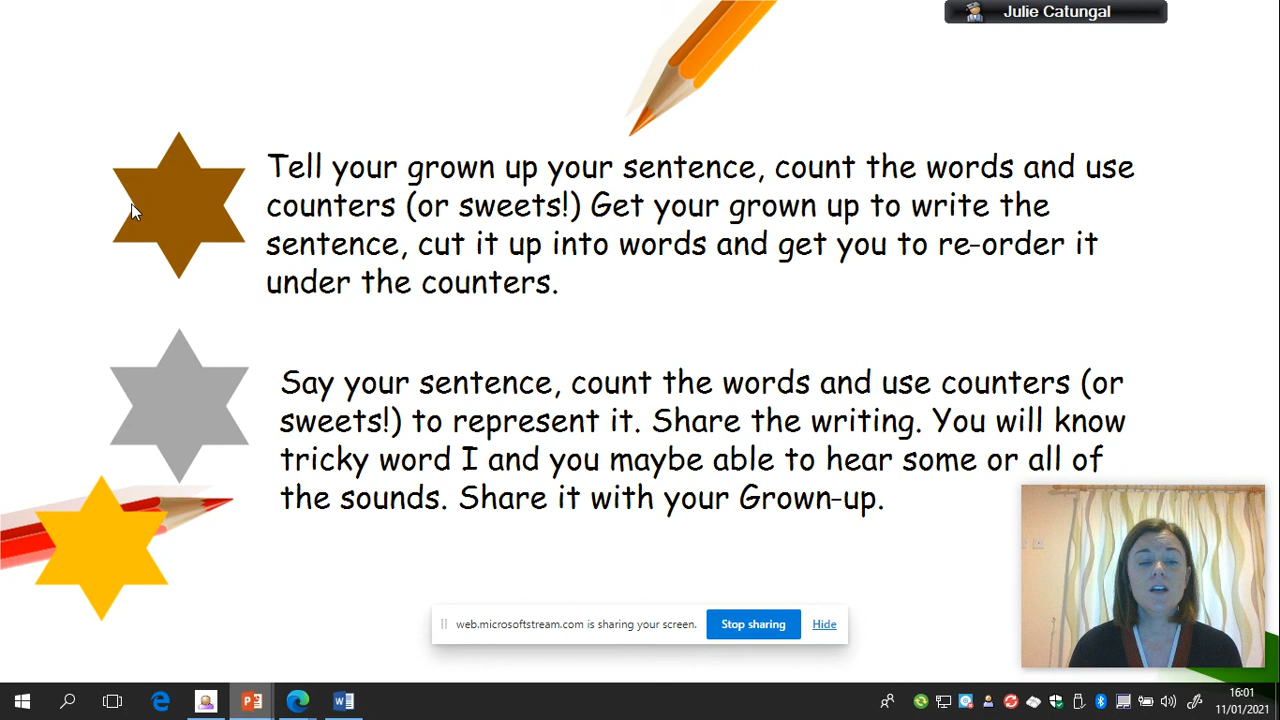 Julie Catungal
Tell your grown up your sentence, count the words and use
counters (or sweets!) Get your grown up to write the
sentence, cut it up into words and get you to re-order it
under the counters.
Say your sentence, count the words and use counters (or
sweets!) to represent it. Share the writing. You will know
tricky word I and you maybe able to hear some or all of
the sounds. Share it with your Grown-up.
web.microsoftstream.com is sharing your screen.
Stop sharing
Hide
16:01
11/01/2021